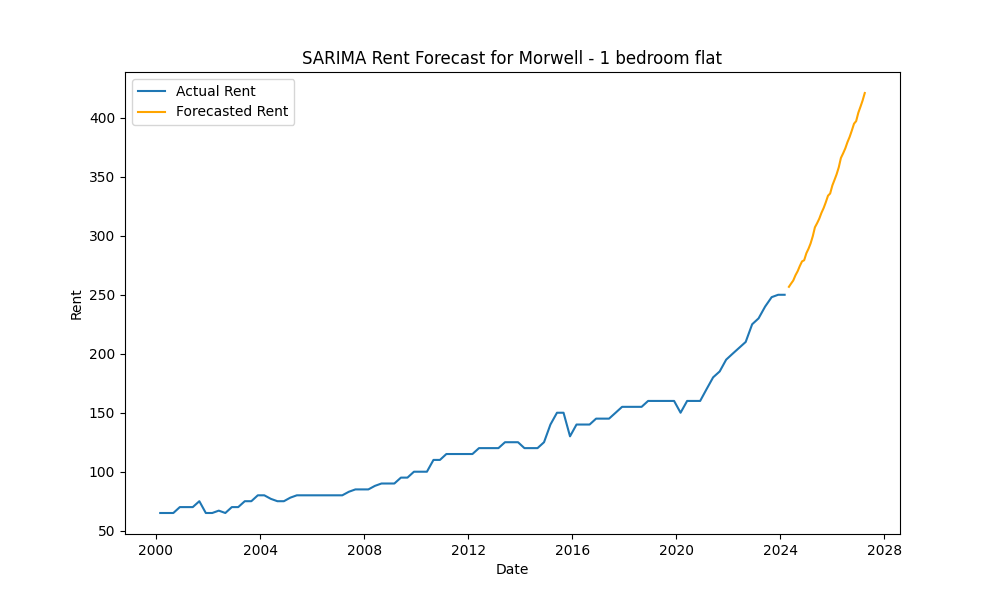 SARIMA Rent Forecast for Morwell - 1 bedroom flat
Actual Rent
Forecasted Rent
400
350
300
250
200
150
100
50
Rent
2000 2004 2008 2012 2016 2020 2024 2028
Date